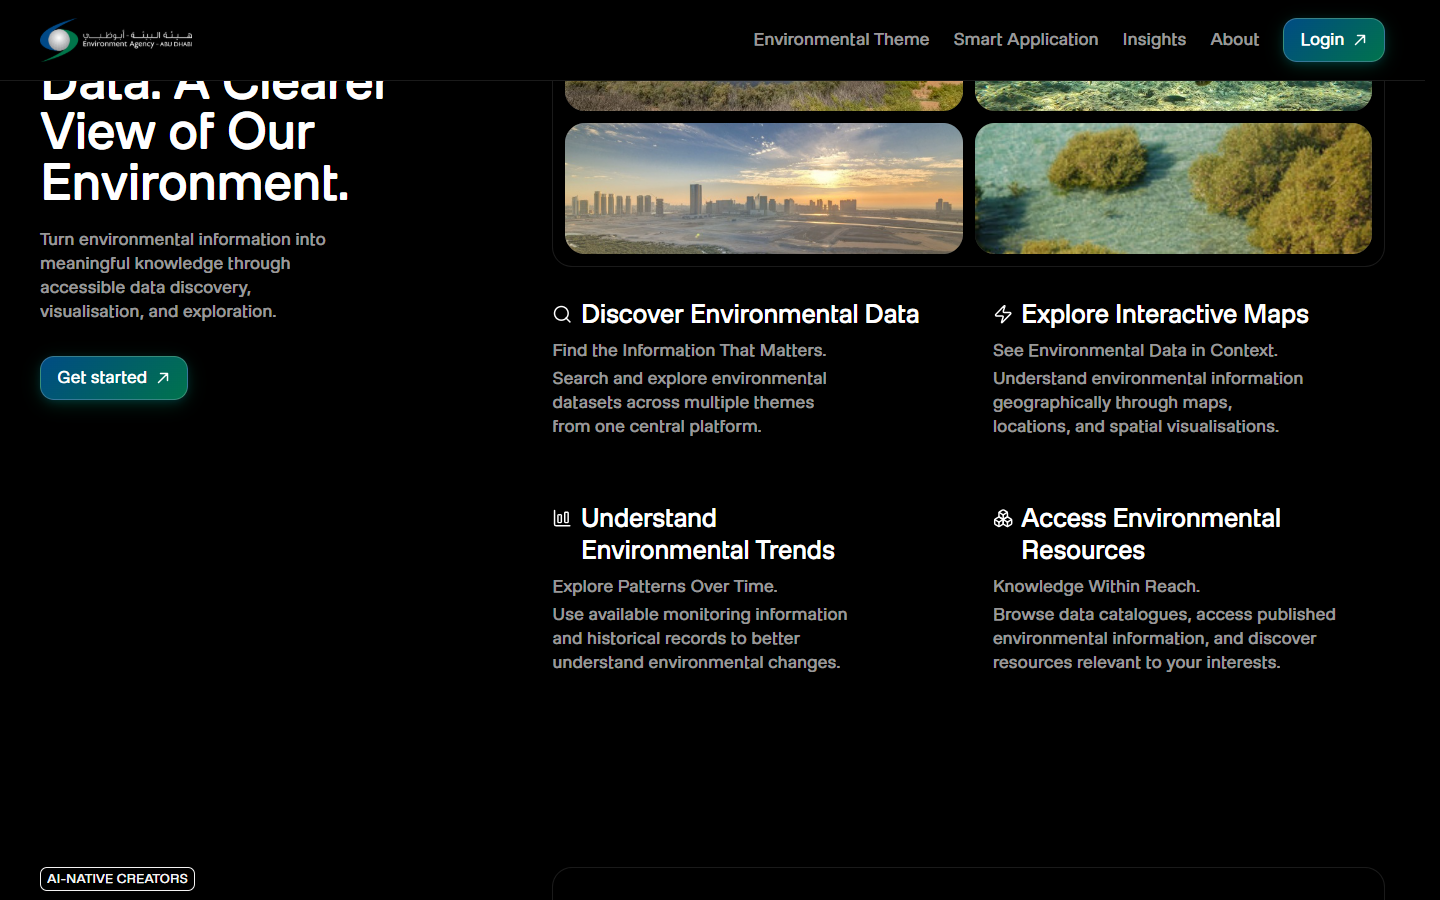 هيئة البيئة - أبوظبي
Environment Agency - ABU DHABI
Environmental Theme
Smart Application
Insights
About
Login
Data. A Clearer
View of Our
Environment.
Turn environmental information into
meaningful knowledge through
accessible data discovery,
visualisation, and exploration.
Get started
Discover Environmental Data
Find the Information That Matters.
Search and explore environmental
datasets across multiple themes
from one central platform.
Explore Interactive Maps
See Environmental Data in Context.
Understand environmental information
geographically through maps,
locations, and spatial visualisations.
Understand
Environmental Trends
Explore Patterns Over Time.
Use available monitoring information
and historical records to better
understand environmental changes.
Access Environmental
Resources
Knowledge Within Reach.
Browse data catalogues, access published
environmental information, and discover
resources relevant to your interests.
AI-NATIVE CREATORS